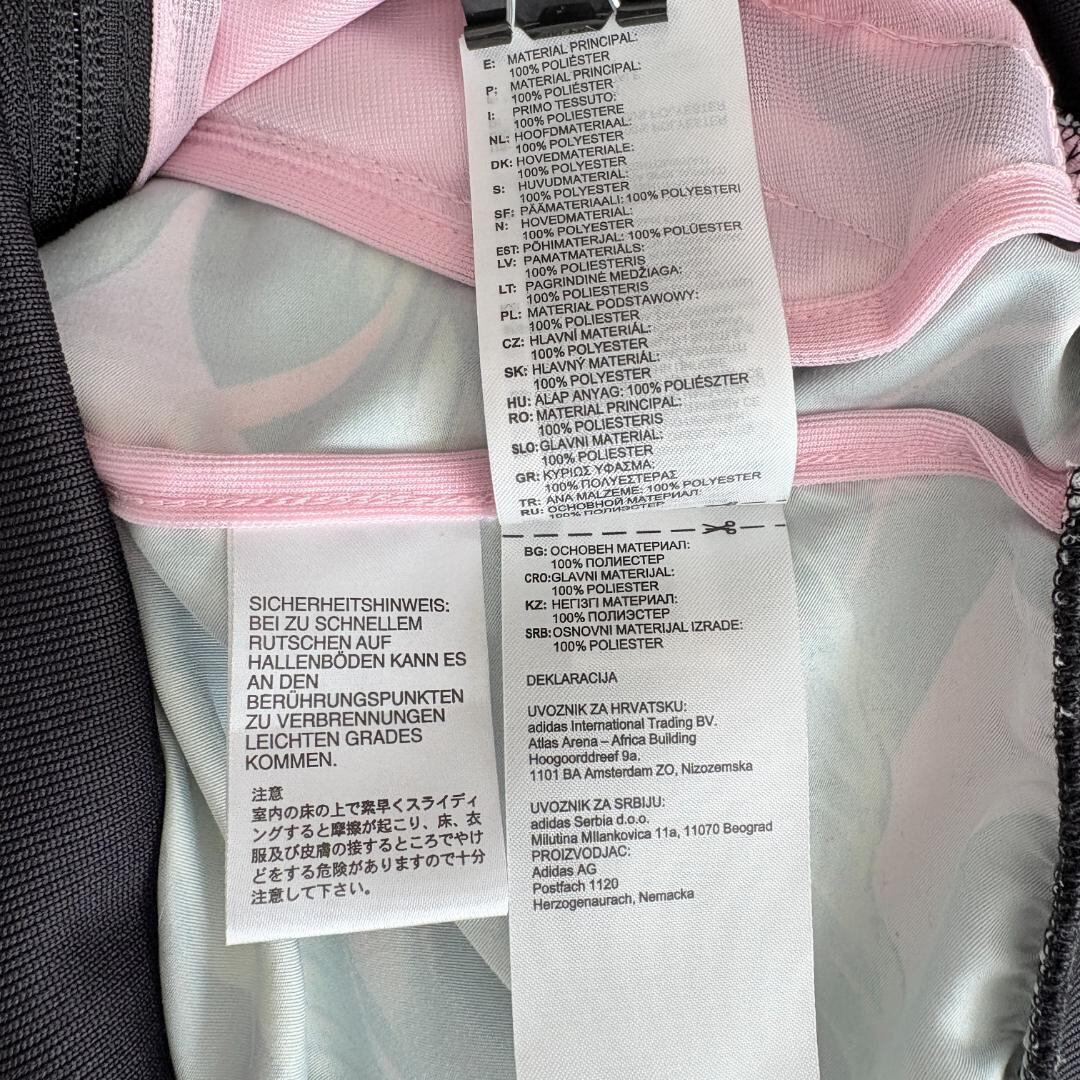 E: MATERIAL PRINCIPAL:
100% POLIÉSTER
P: MATERIAL PRINCIPAL:
100% POLIÉSTER
I: PRIMO TESSUTO:
100% POLIESTERE
NL: HOOFDMATERIAAL:
100% POLYESTER
DK: HOVEDMATERIALE:
100% POLYESTER
S: HUVUDMATERIAL:
100% POLYESTER
SF: PÄÄMATERIAALI: 100% POLYESTERI
N: HOVEDMATERIAL:
100% POLYESTER
EST: PÕHIMATERJAL: 100% POLÜESTER
LV: PAMATMATERIĀLS:
100% POLIESTERIS
LT: PAGRINDINĖ MEDŽIAGA:
100% POLIESTERIS
PL: MATERIAŁ PODSTAWOWY:
100% POLIESTER
CZ: HLAVNÍ MATERIÁL:
100% POLYESTER
SK: HLAVNÝ MATERIÁL:
100% POLYESTER
HU: ALAP ANYAG: 100% POLIÉSZTER
RO: MATERIAL PRINCIPAL:
100% POLIESTERIS
SLO: GLAVNI MATERIAL:
100% POLIESTER
GR: ΚΥΡΙΩΣ ΥΦΑΣΜΑ:
100% ΠΟΛΥΕΣΤΕΡΑΣ
TR: ANA MALZEME: 100% POLYESTER
RU: ОСНОВНОЙ МАТЕРИАЛ:
100% ПОЛИЭСТЕР
BG: ОСНОВЕН МАТЕРИАЛ:
100% ПОЛИЕСТЕР
CRO: GLAVNI MATERIJAL:
100% POLIESTER
KZ: НЕГІЗГІ МАТЕРИАЛ:
100% ПОЛИЭСТЕР
SRB: OSNOVNI MATERIJAL IZRADE:
100% POLIESTER
DEKLARACIJA
UVOZNIK ZA HRVATSKU:
adidas International Trading BV.
Atlas Arena – Africa Building
Hoogoorddreef 9a.
1101 BA Amsterdam ZO, Nizozemska
UVOZNIK ZA SRBIJU:
adidas Serbia d.o.o.
Milutina Mllankovica 11a, 11070 Beograd
PROIZVODJAC:
Adidas AG
Postfach 1120
Herzogenaurach, Nemacka
SICHERHEITSHINWEIS:
BEI ZU SCHNELLEM
RUTSCHEN AUF
HALLENBÖDEN KANN ES
AN DEN
BERÜHRUNGSPUNKTEN
ZU VERBRENNUNGEN
LEICHTEN GRADES
KOMMEN.
注意
室内の床の上で素早くスライディ
ングすると摩擦が起こり、床、衣
服及び皮膚の接するところでやけ
どをする危険がありますので十分
注意して下さい。